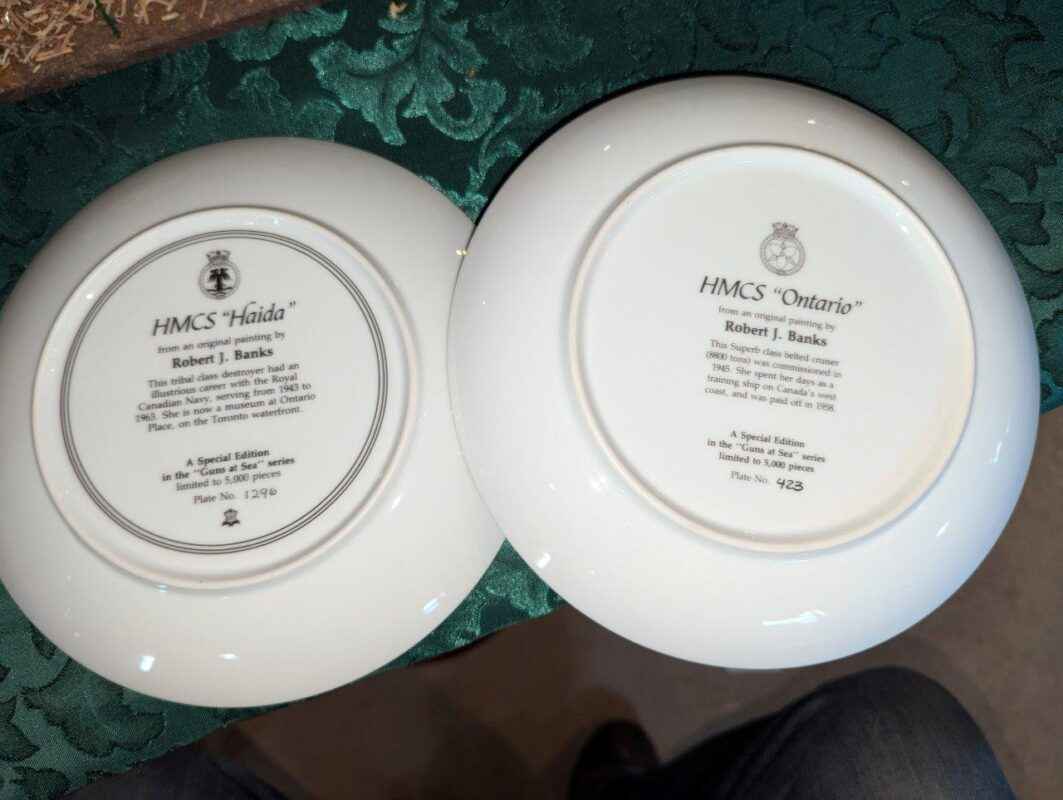 HMCS "Haida"
from an original painting by
Robert J. Banks
This tribal class destroyer had an
illustrious career with the Royal
Canadian Navy, serving from 1943 to
1963. She is now a museum at Ontario
Place, on the Toronto waterfront.
A Special Edition
in the "Guns at Sea" series
limited to 5,000 pieces
Plate No. 1296
HMCS "Ontario"
from an original painting by
Robert J. Banks
This Superb class belted cruiser
(8800 tons) was commissioned in
1945. She spent her days as a
training ship on Canada's west
coast, and was paid off in 1958.
A Special Edition
in the "Guns at Sea" series
limited to 5,000 pieces
Plate No. 423